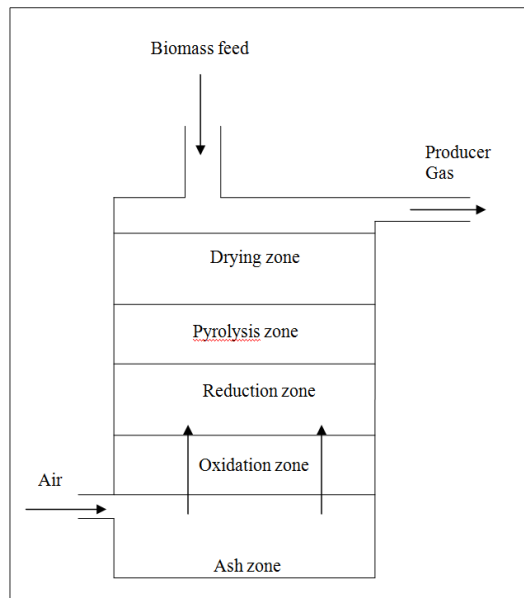 Biomass feed
Producer
Gas
Drying zone
Pyrolysis zone
Reduction zone
Oxidation zone
Air
Ash zone